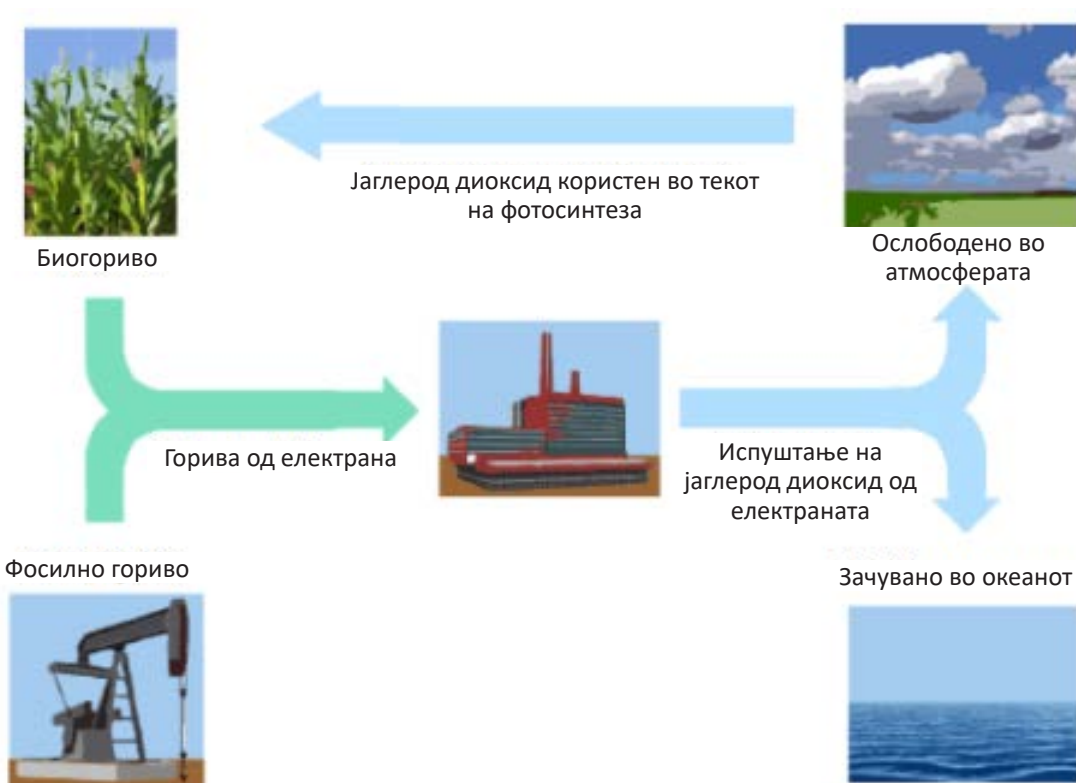 Јаглерод диоксид користен во текот
на фотосинтеза
Биогориво
Ослободено во
атмосферата
Горива од електрана
Испуштање на
јаглерод диоксид од
електраната
Фосилно гориво
Зачувано во океанот